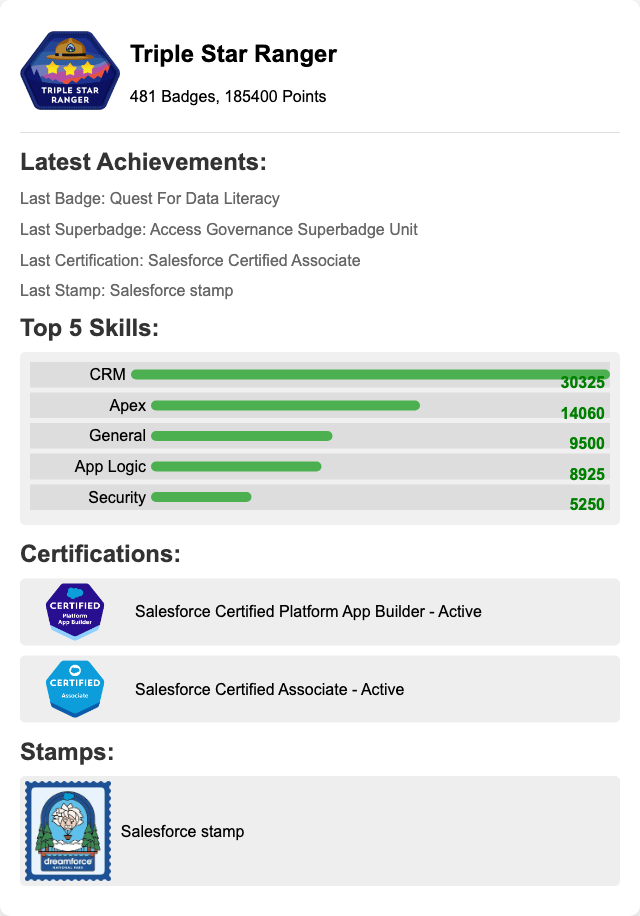 TRIPLE STAR
RANGER
Triple Star Ranger
481 Badges, 185400 Points
Latest Achievements:
Last Badge: Quest For Data Literacy
Last Superbadge: Access Governance Superbadge Unit
Last Certification: Salesforce Certified Associate
Last Stamp: Salesforce stamp
Top 5 Skills:
CRM 30325
Apex 14060
General 9500
App Logic 8925
Security 5250
Certifications:
CERTIFIED
Platform
App Builder
Salesforce Certified Platform App Builder - Active
CERTIFIED
Associate
Salesforce Certified Associate - Active
Stamps:
dreamforce
NATIONAL PARK
Salesforce stamp